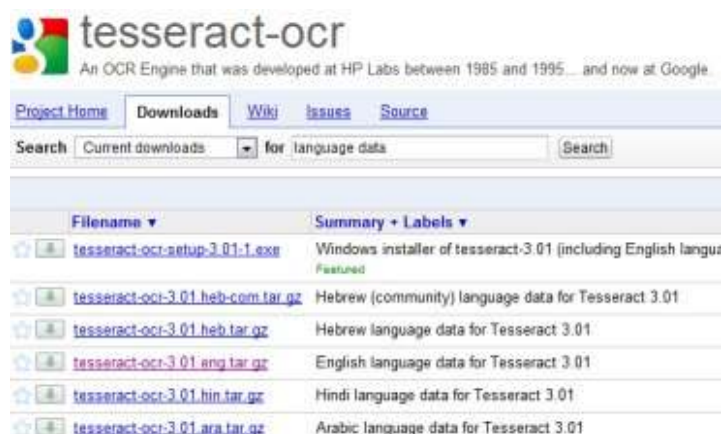 tesseract-ocr
An OCR Engine that was developed at HP Labs between 1985 and 1995... and now at Google.
Project Home Downloads Wiki Issues Source
Search Current downloads for language data Search
Filename ▼ Summary + Labels ▼
tesseract-ocr-setup-3.01-1.exe Windows installer of tesseract-3.01 (including English langua
Featured
tesseract-ocr-3.01.heb-com.tar.gz Hebrew (community) language data for Tesseract 3.01
tesseract-ocr-3.01.heb.tar.gz Hebrew language data for Tesseract 3.01
tesseract-ocr-3.01.eng.tar.gz English language data for Tesseract 3.01
tesseract-ocr-3.01.hin.tar.gz Hindi language data for Tesseract 3.01
tesseract-ocr-3.01.ara.tar.gz Arabic language data for Tesseract 3.01